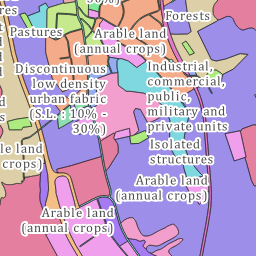 30%)
Forests
Pastures
Arable land
(annual crops)
Discontinuous
low density
urban fabric
(S.L. : 10% -
30%)
Industrial,
commercial,
public,
military and
private units
Isolated
structures
Arable land
(annual crops)
le land
crops)
Arable land
(annual crops)